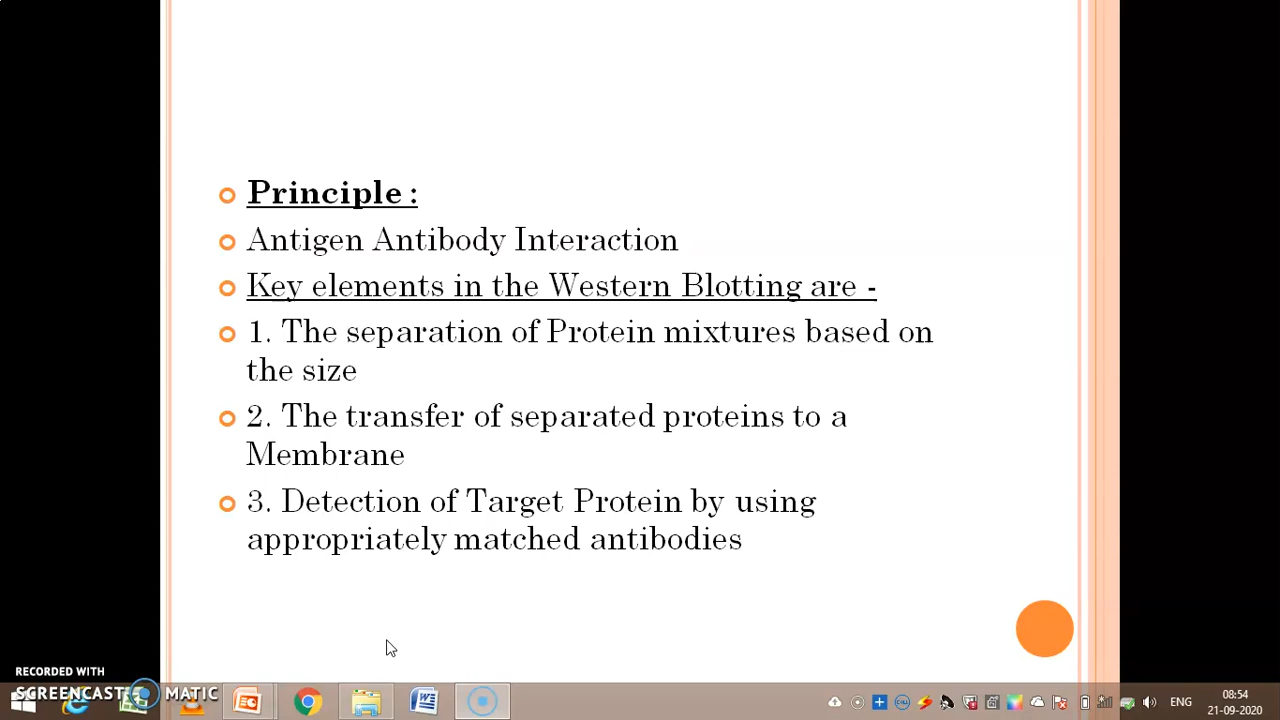 Principle :
Antigen Antibody Interaction
Key elements in the Western Blotting are -
1. The separation of Protein mixtures based on
the size
2. The transfer of separated proteins to a
Membrane
3. Detection of Target Protein by using
appropriately matched antibodies
RECORDED WITH
SCREENCAST MATIC
ENG
08:54
21-09-2020